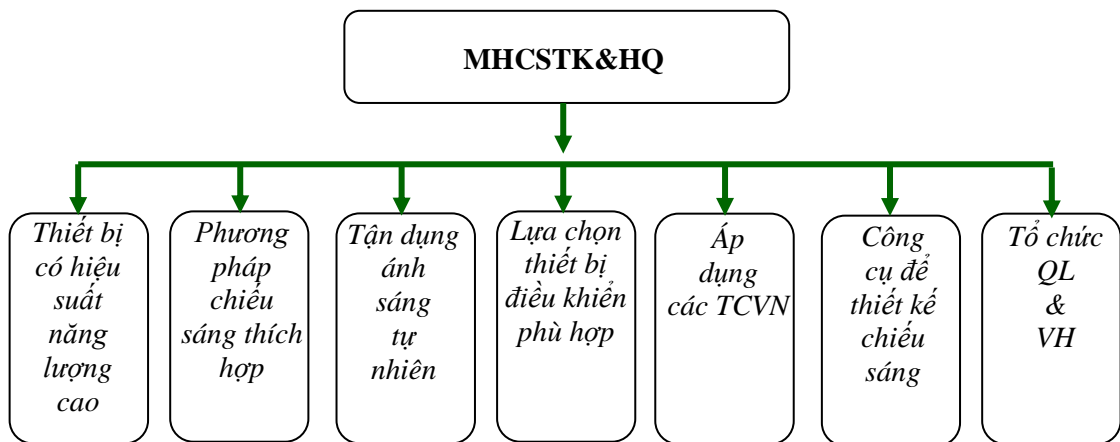 MHCSTK&HQ
Thiết bị
có hiệu
suất
năng
lượng
cao
Phương
pháp
chiếu
sáng thích
hợp
Tận dụng
ánh
sáng
tự
nhiên
Lựa chọn
thiết bị
điều khiển
phù hợp
Áp
dụng
các TCVN
Công
cụ để
thiết kế
chiếu
sáng
Tổ chức
QL
&
VH